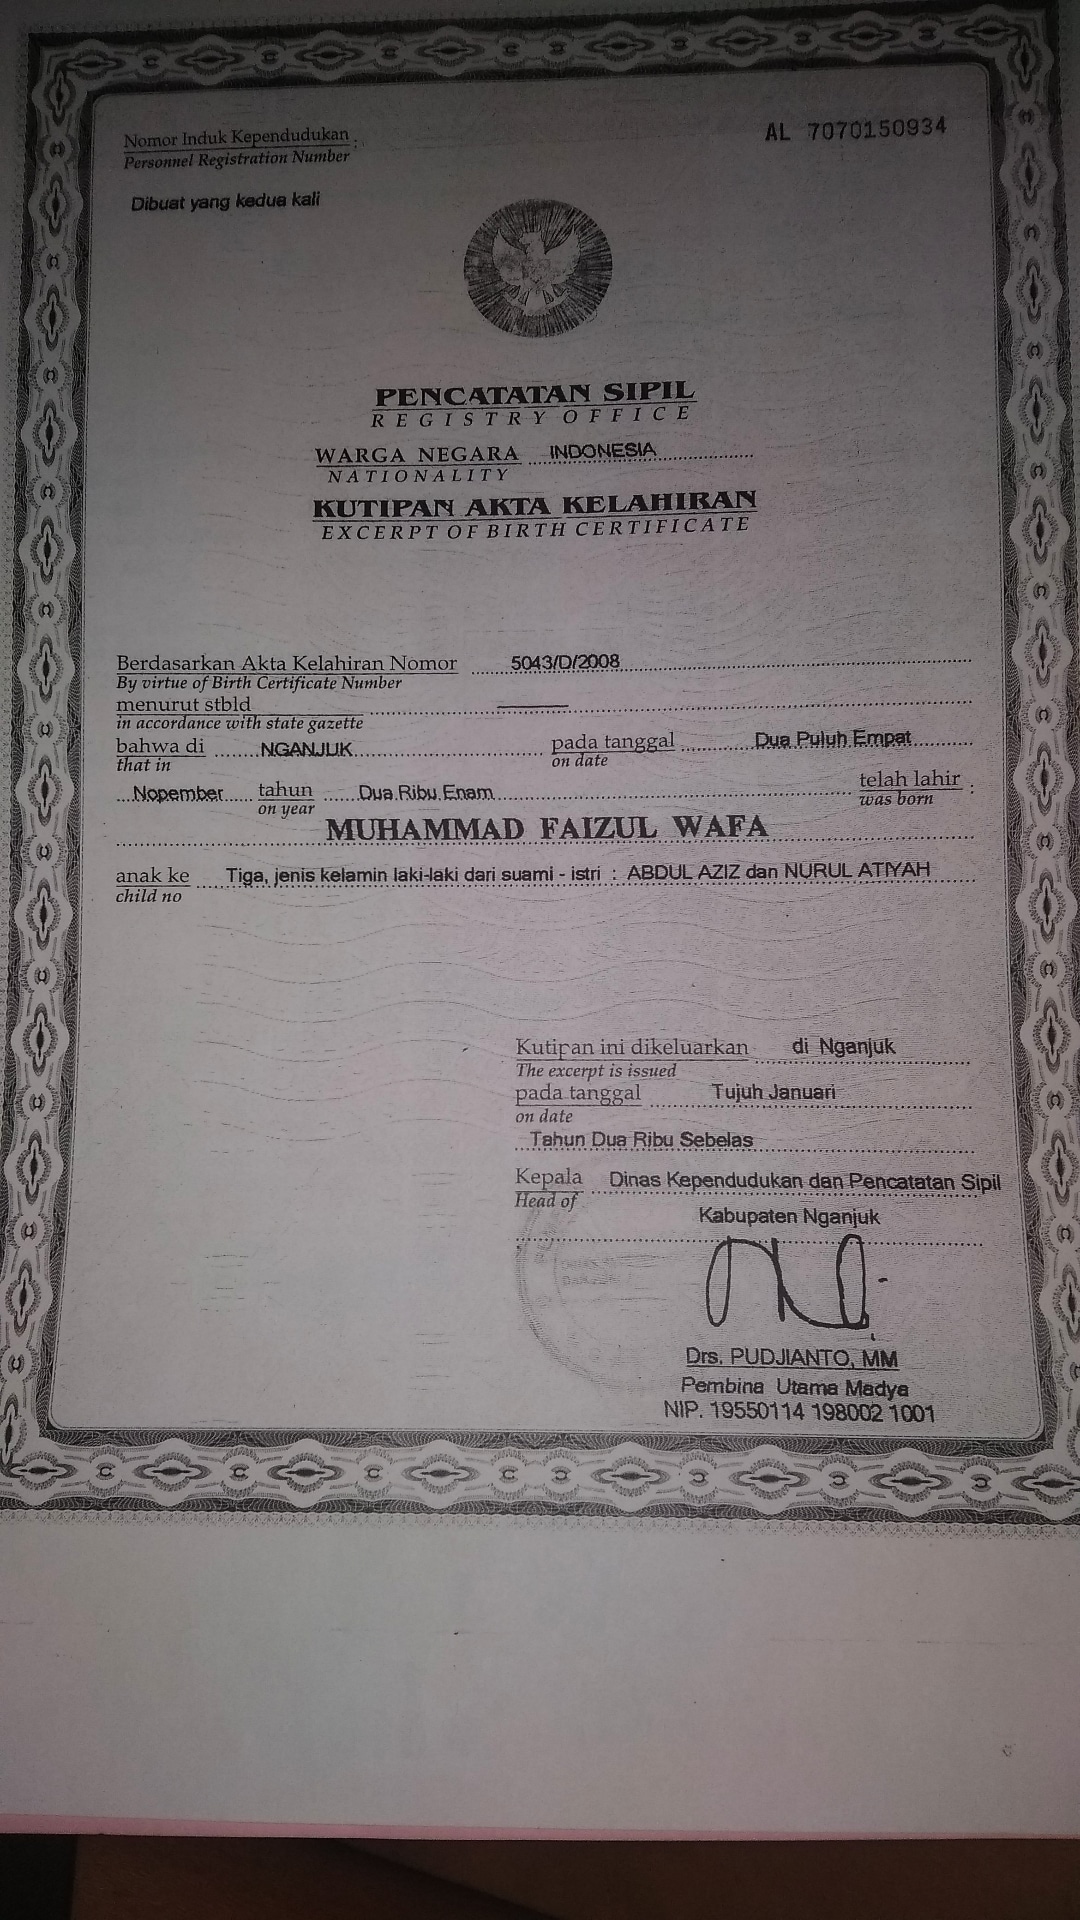 Nomor Induk Kependudukan :
Personnel Registration Number
AL 7070150934
Dibuat yang kedua kali
PENCATATAN SIPIL
REGISTRY OFFICE
WARGA NEGARA INDONESIA
NATIONALITY
KUTIPAN AKTA KELAHIRAN
EXCERPT OF BIRTH CERTIFICATE
Berdasarkan Akta Kelahiran Nomor 5043/D/2008
By virtue of Birth Certificate Number
menurut stbld
in accordance with state gazette
bahwa di NGANJUK pada tanggal Dua Puluh Empat
that in on date
Nopember tahun Dua Ribu Enam telah lahir :
on year was born
MUHAMMAD FAIZUL WAFA
anak ke Tiga, jenis kelamin laki-laki dari suami - istri : ABDUL AZIZ dan NURUL ATIYAH
child no
Kutipan ini dikeluarkan di Nganjuk
The excerpt is issued
pada tanggal Tujuh Januari
on date
Tahun Dua Ribu Sebelas
Kepala Dinas Kependudukan dan Pencatatan Sipil
Head of
Kabupaten Nganjuk
Drs. PUDJIANTO, MM
Pembina Utama Madya
NIP. 19550114 198002 1001